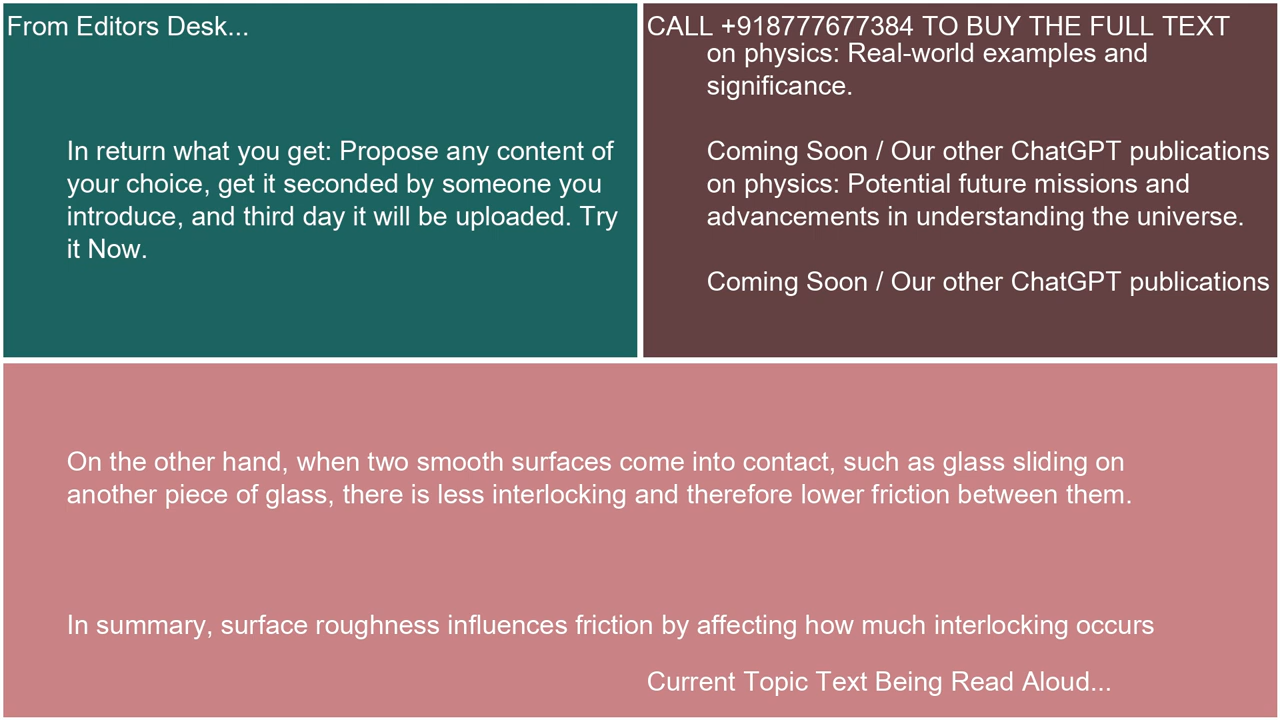 From Editors Desk...
In return what you get: Propose any content of
your choice, get it seconded by someone you
introduce, and third day it will be uploaded. Try
it Now.
CALL +918777677384 TO BUY THE FULL TEXT
on physics: Real-world examples and
significance.
Coming Soon / Our other ChatGPT publications
on physics: Potential future missions and
advancements in understanding the universe.
Coming Soon / Our other ChatGPT publications
On the other hand, when two smooth surfaces come into contact, such as glass sliding on
another piece of glass, there is less interlocking and therefore lower friction between them.
In summary, surface roughness influences friction by affecting how much interlocking occurs
Current Topic Text Being Read Aloud...